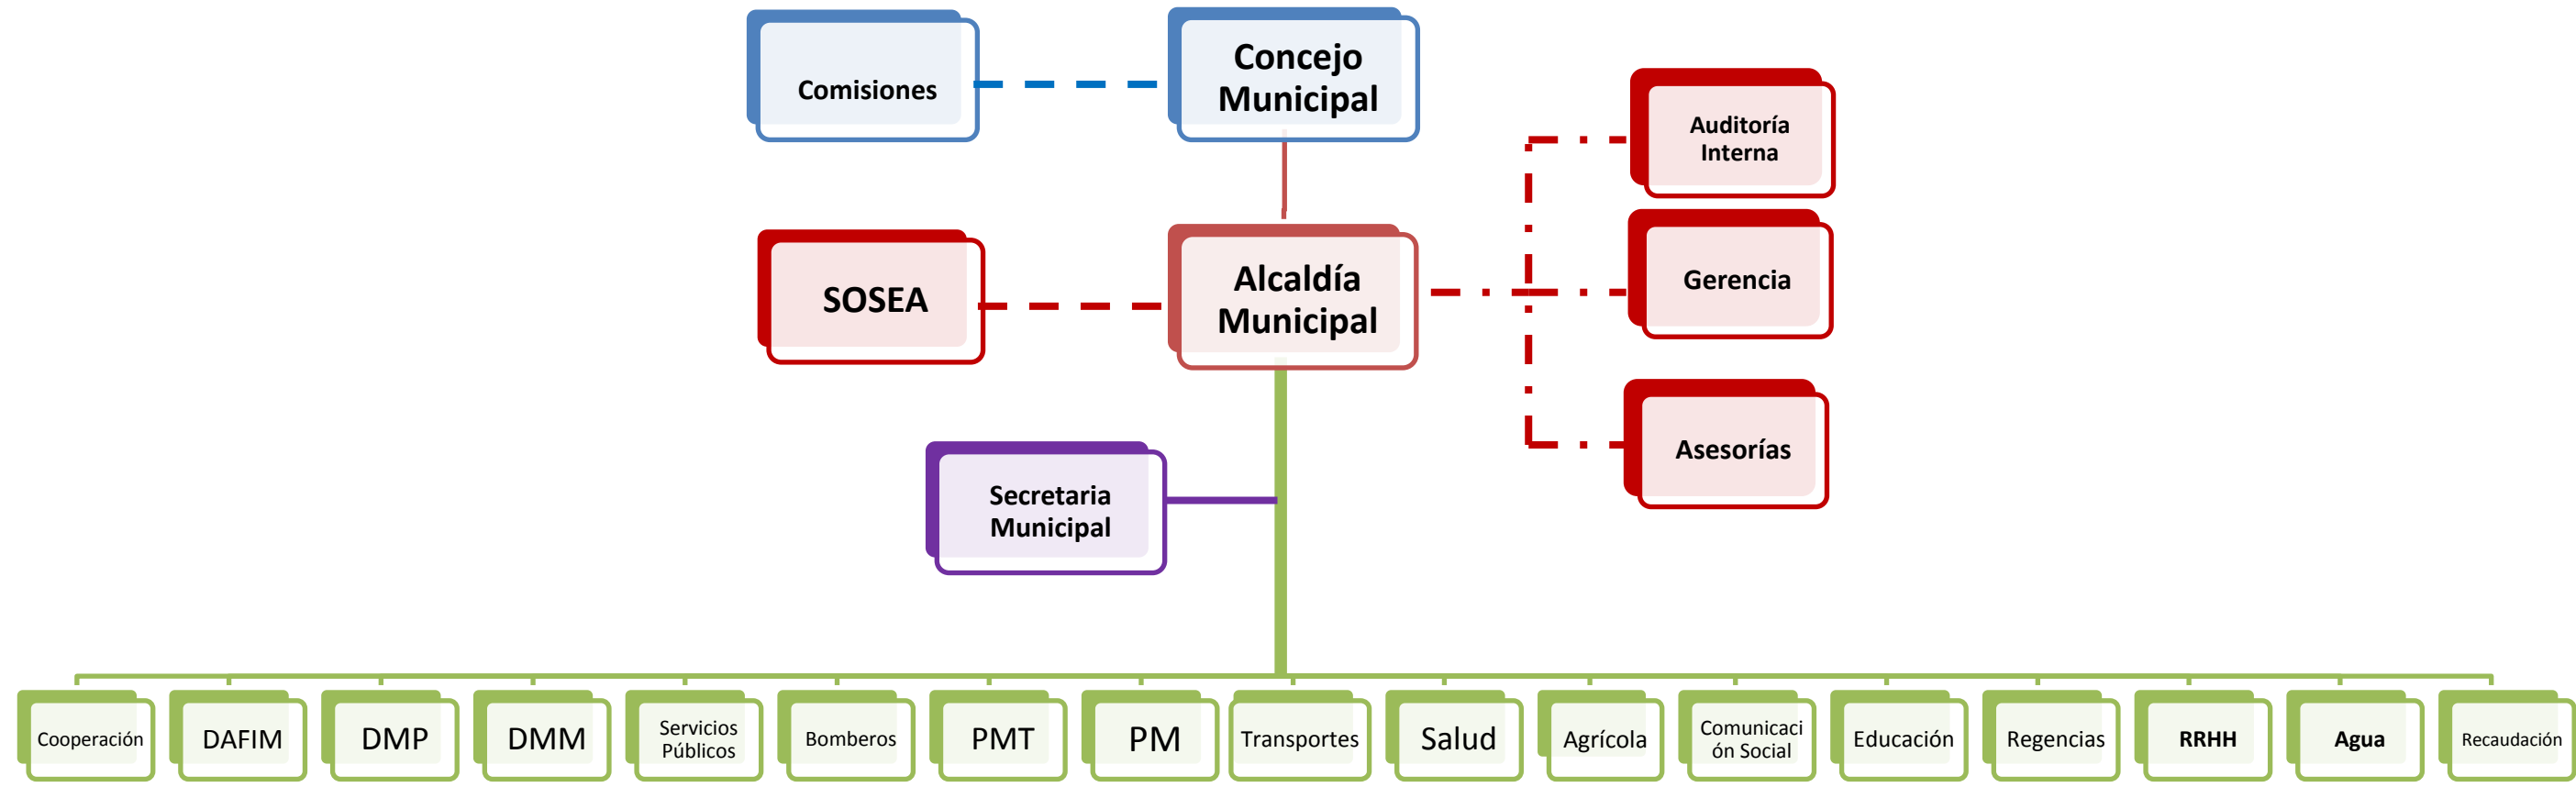 Comisiones
Concejo
Municipal
Auditoría
Interna
SOSEA
Alcaldía
Municipal
Gerencia
Asesorías
Secretaria
Municipal
Cooperación
DAFIM
DMP
DMM
Servicios
Públicos
Bomberos
PMT
PM
Transportes
Salud
Agrícola
Comunicaci
ón Social
Educación
Regencias
RRHH
Agua
Recaudación